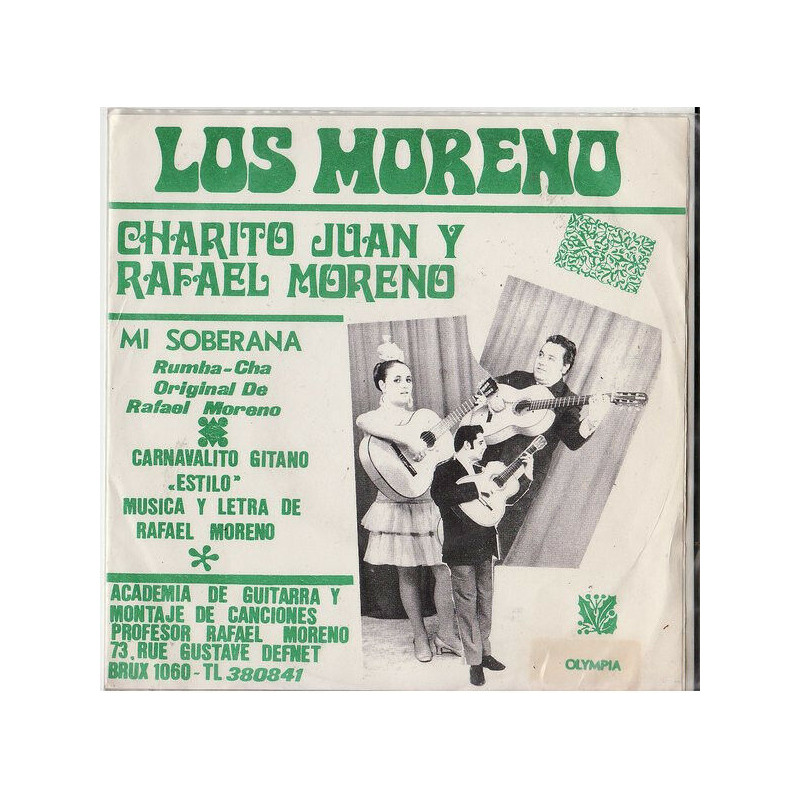 LOS MORENO
CHARITO JUAN Y
RAFAEL MORENO
MI SOBERANA
Rumba-Cha
Original De
Rafael Moreno
CARNAVALITO GITANO
«ESTILO»
MUSICA Y LETRA DE
RAFAEL MORENO
ACADEMIA DE GUITARRA Y
MONTAJE DE CANCIONES
PROFESOR RAFAEL MORENO
73, RUE GUSTAVE DEFNET
BRUX 1060 - TL 380841
OLYMPIA